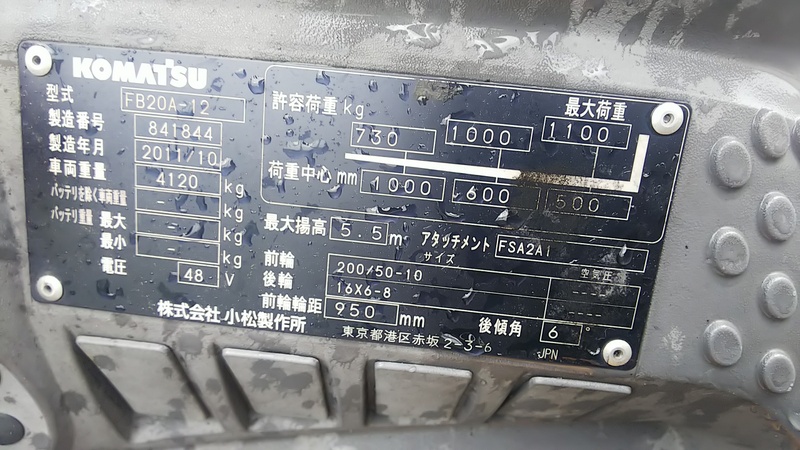 KOMATSU
型式 FB20A-12
製造番号 841844
製造年月 2011/10
車両重量 4120 kg
バッテリを除く車両重量 - kg
バッテリ重量 最大 - kg
最小 - kg
電圧 48 V
許容荷重 kg 最大荷重
730 1000 1100
荷重中心 mm 1000 600 500
最大揚高 5.5 m アタッチメント FSA2A1
サイズ 空気圧
前輪 200/50-10 ----
後輪 16X6-8 ----
前輪輪距 950 mm 後傾角 6 °
株式会社 小松製作所 東京都港区赤坂2-3-6 JPN